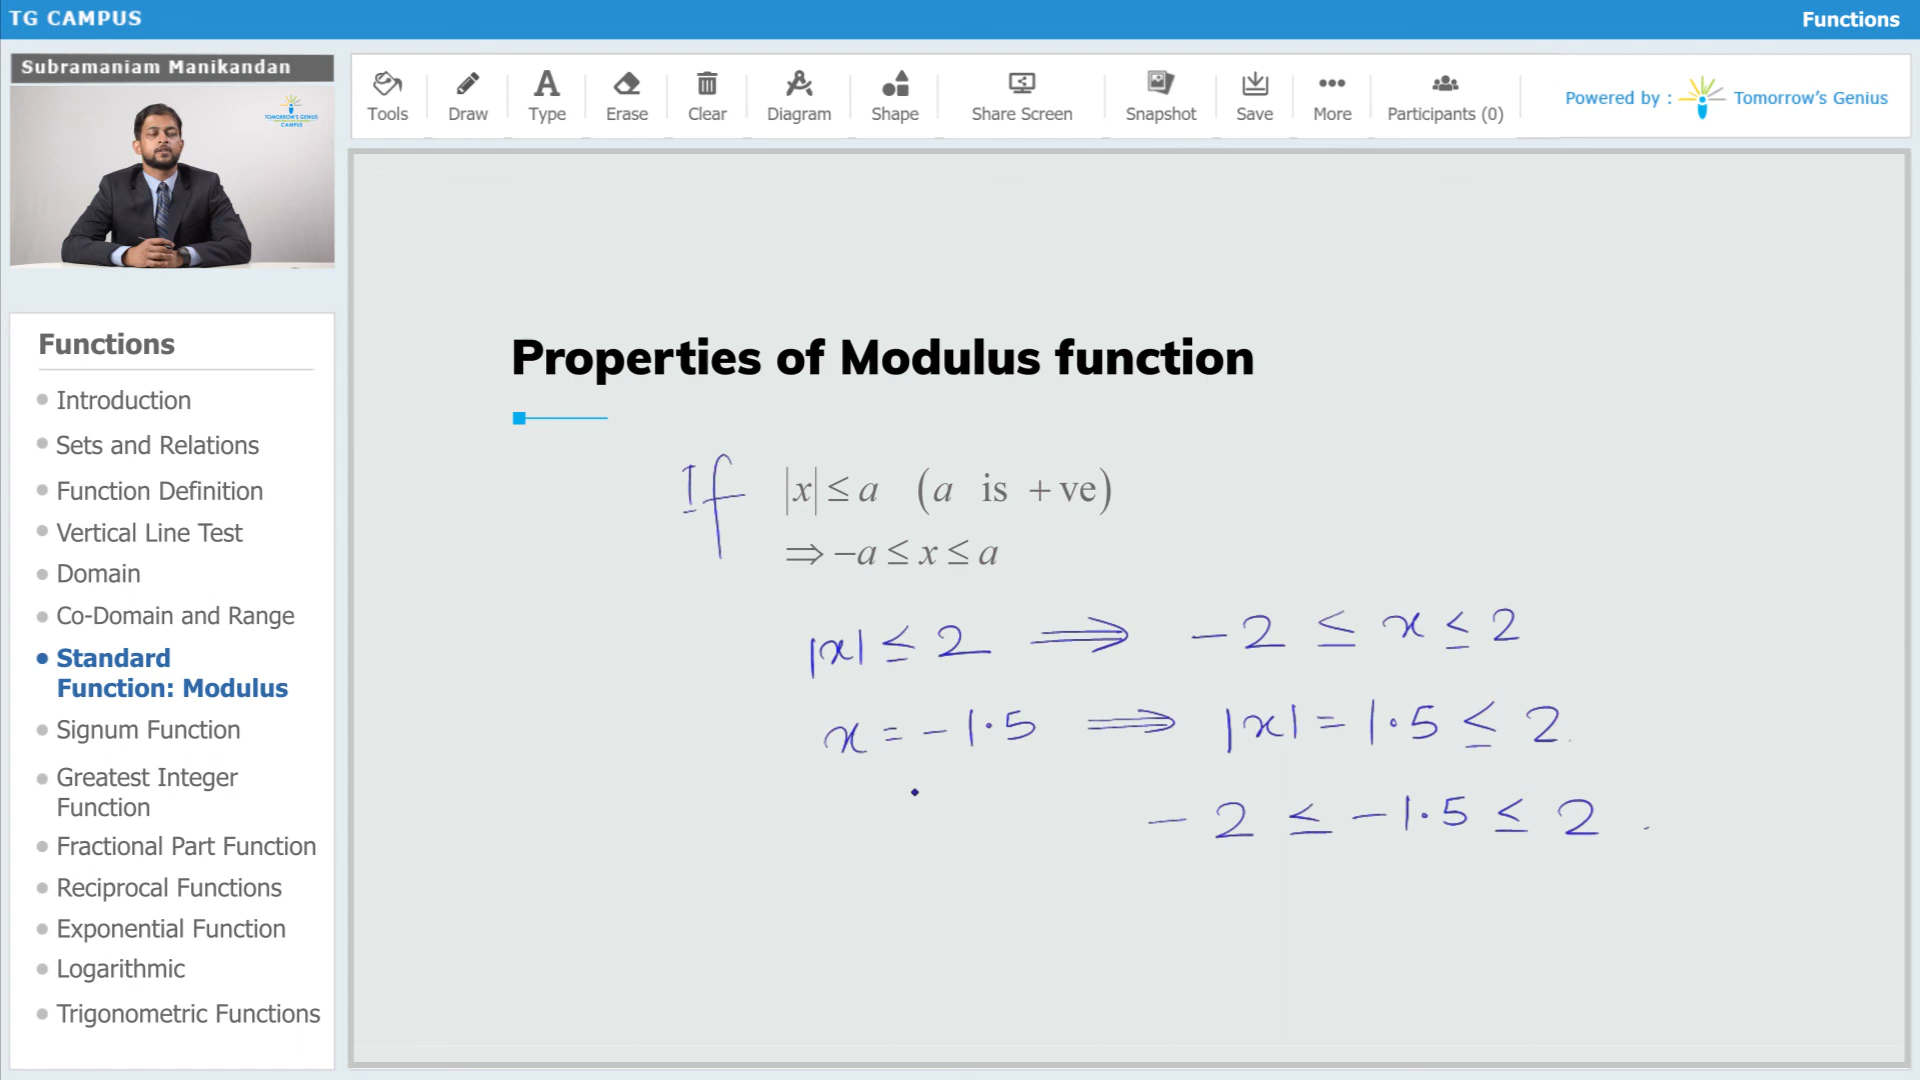 TG CAMPUS
Functions
Subramaniam Manikandan
TOMORROW'S GENIUS
CAMPUS
Tools
Draw
Type
Erase
Clear
Diagram
Shape
Share Screen
Snapshot
Save
More
Participants (0)
Powered by :
Tomorrow's Genius
Functions
Introduction
Sets and Relations
Function Definition
Vertical Line Test
Domain
Co-Domain and Range
Standard
Function: Modulus
Signum Function
Greatest Integer
Function
Fractional Part Function
Reciprocal Functions
Exponential Function
Logarithmic
Trigonometric Functions
Properties of Modulus function
If |x| ≤ a (a is +ve)
⇒ −a ≤ x ≤ a
|x| ≤ 2 ⟹ −2 ≤ x ≤ 2
x = −1.5 ⟹ |x| = 1.5 ≤ 2
−2 ≤ −1.5 ≤ 2